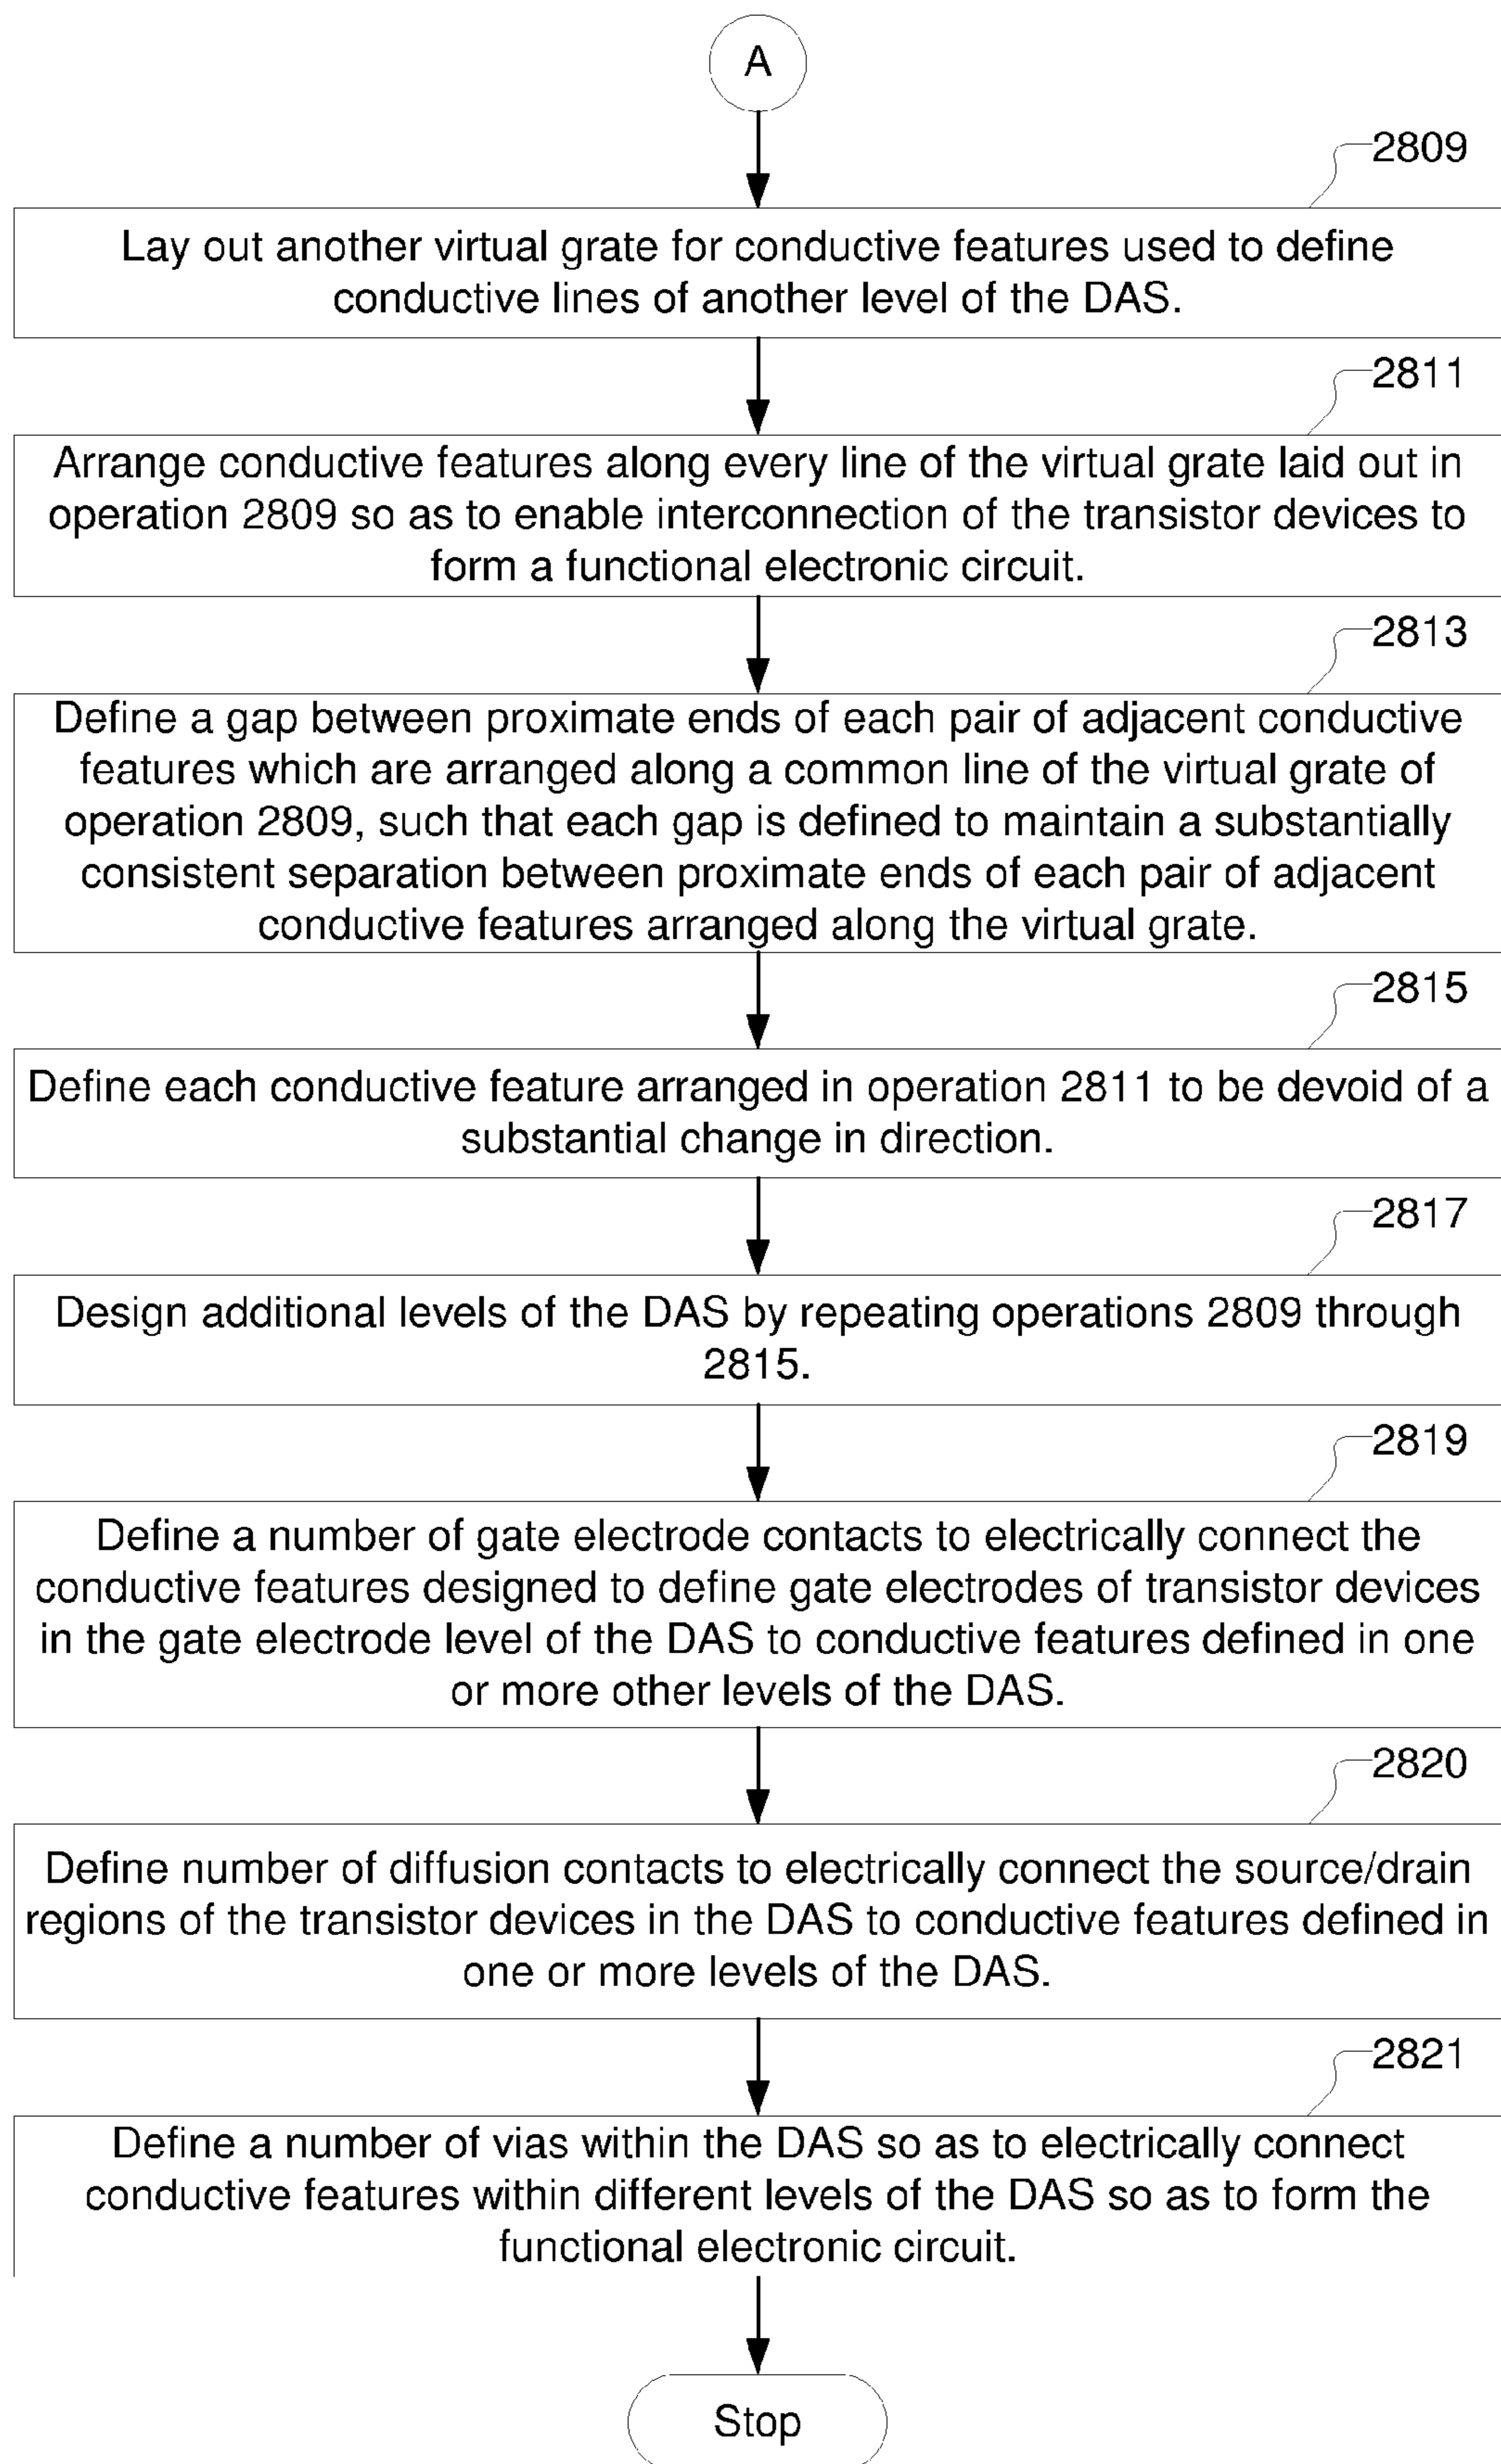 A
2809
Lay out another virtual grate for conductive features used to define
conductive lines of another level of the DAS.
2811
Arrange conductive features along every line of the virtual grate laid out in
operation 2809 so as to enable interconnection of the transistor devices to
form a functional electronic circuit.
2813
Define a gap between proximate ends of each pair of adjacent conductive
features which are arranged along a common line of the virtual grate of
operation 2809, such that each gap is defined to maintain a substantially
consistent separation between proximate ends of each pair of adjacent
conductive features arranged along the virtual grate.
2815
Define each conductive feature arranged in operation 2811 to be devoid of a
substantial change in direction.
2817
Design additional levels of the DAS by repeating operations 2809 through
2815.
2819
Define a number of gate electrode contacts to electrically connect the
conductive features designed to define gate electrodes of transistor devices
in the gate electrode level of the DAS to conductive features defined in one
or more other levels of the DAS.
2820
Define number of diffusion contacts to electrically connect the source/drain
regions of the transistor devices in the DAS to conductive features defined in
one or more levels of the DAS.
2821
Define a number of vias within the DAS so as to electrically connect
conductive features within different levels of the DAS so as to form the
functional electronic circuit.
Stop